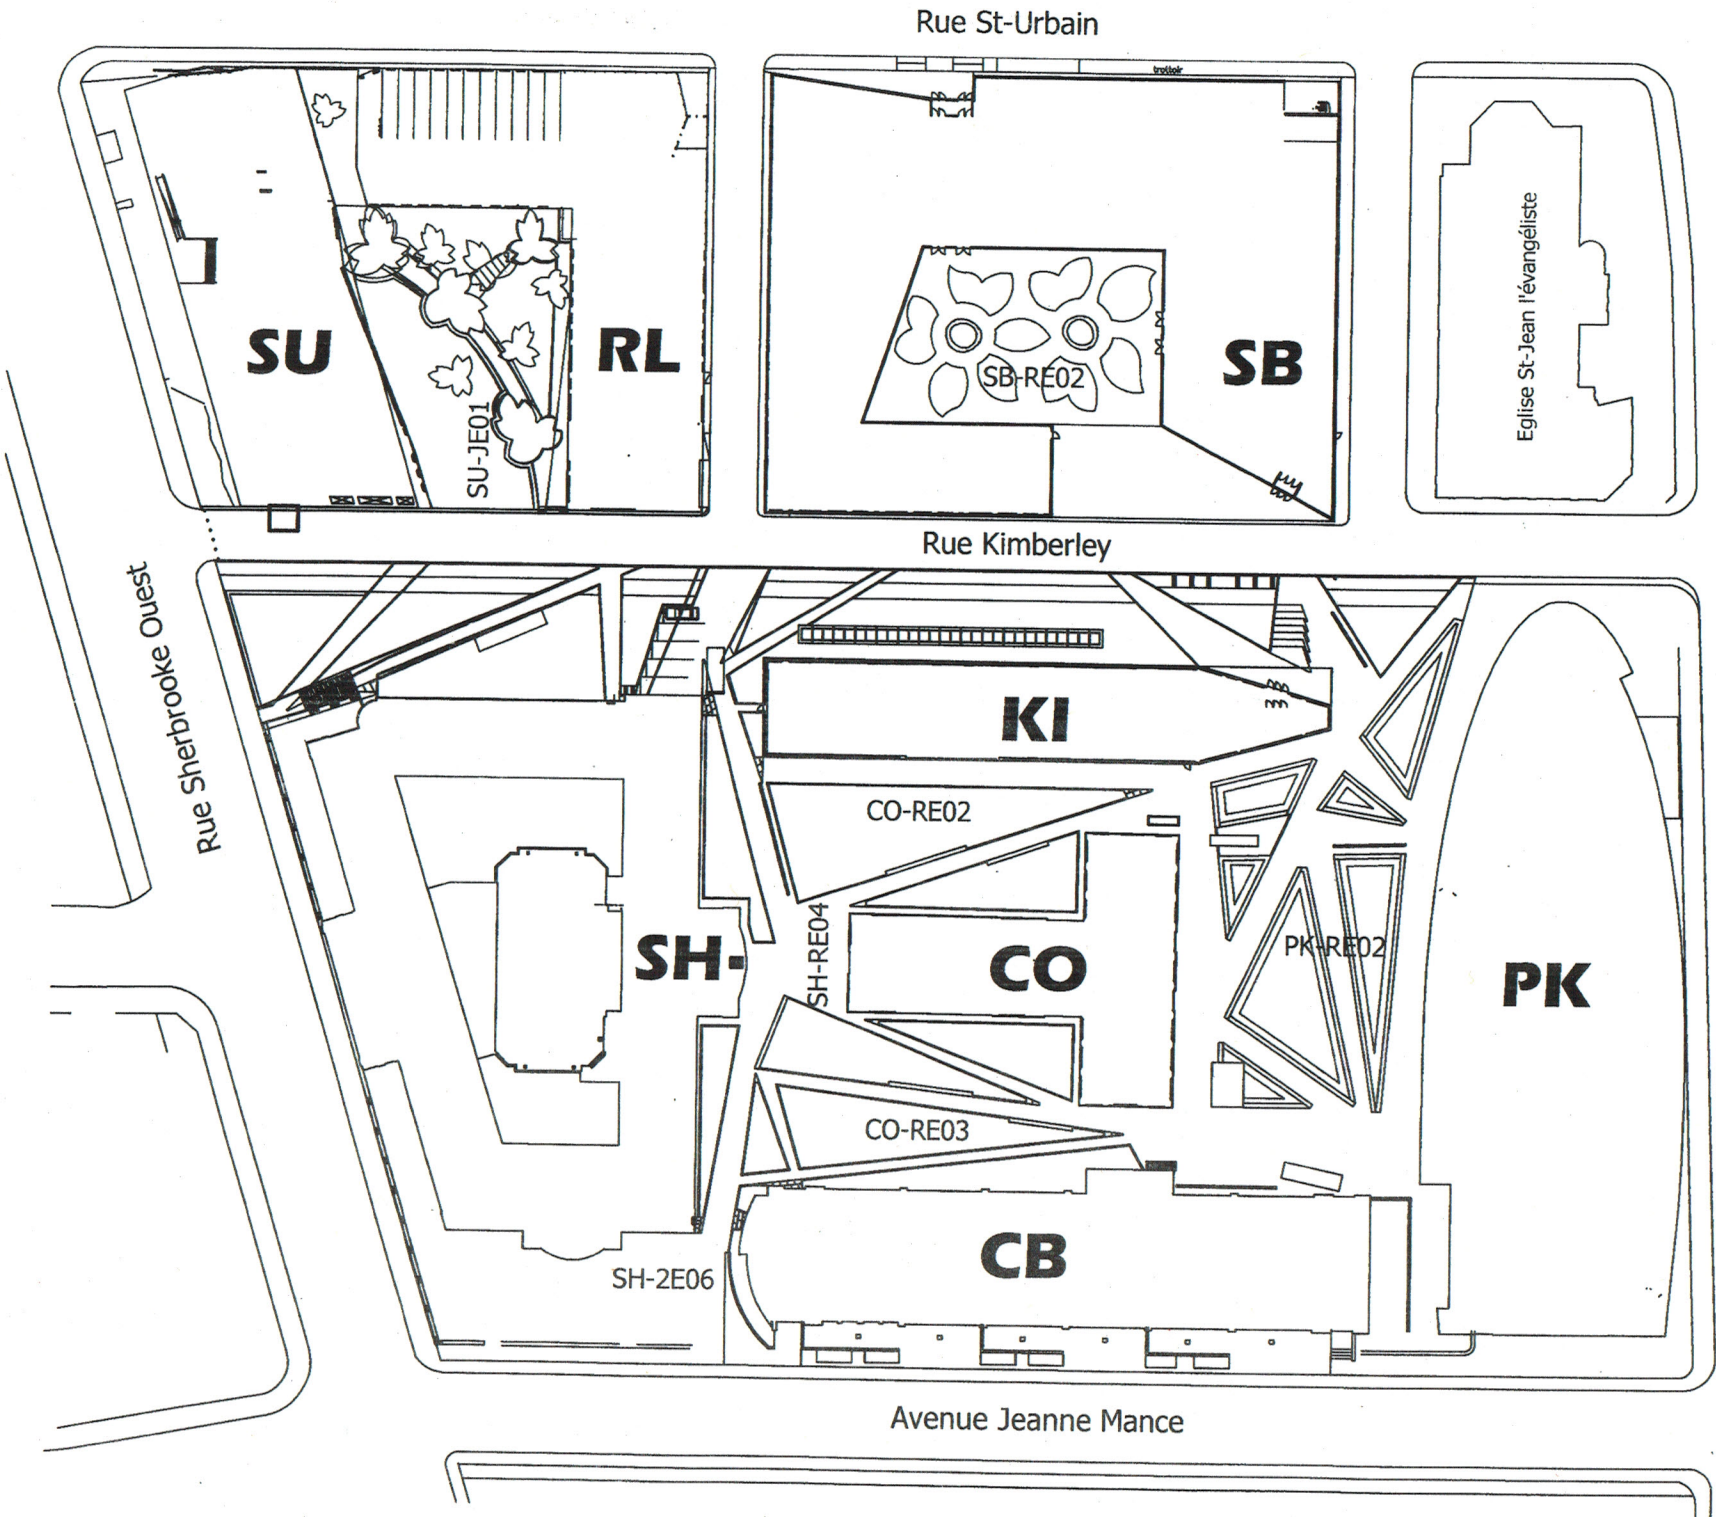 Rue St-Urbain
trottoir
SU
RL
SB
SB-RE02
SU-JE01
Eglise St-Jean l'évangéliste
Rue Kimberley
Rue Sherbrooke Ouest
KI
CO-RE02
SH
SH-RE04
CO
PK-RE02
PK
CO-RE03
CB
SH-2E06
Avenue Jeanne Mance